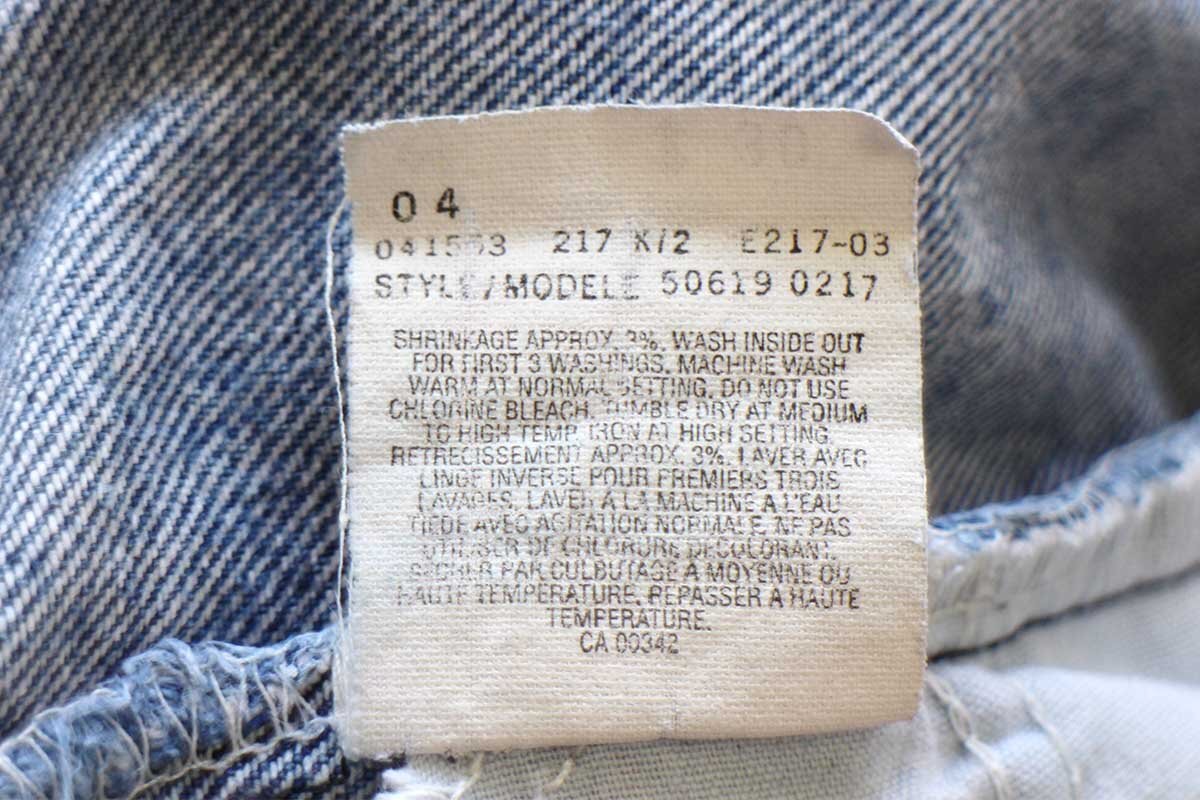 04
041553 217 K/2 E217-03
STYLE/MODELE 50619 0217
SHRINKAGE APPROX. 3%. WASH INSIDE OUT
FOR FIRST 3 WASHINGS. MACHINE WASH
WARM AT NORMAL SETTING. DO NOT USE
CHLORINE BLEACH. TUMBLE DRY AT MEDIUM
TO HIGH TEMP. IRON AT HIGH SETTING.
RETRECISSEMENT APPROX. 3%. LAVER AVEC
LINGE INVERSE POUR PREMIERS TROIS
LAVAGES. LAVER A LA MACHINE A L'EAU
TIEDE AVEC AGITATION NORMALE. NE PAS
UTILISER DE CHLORURE DECOLORANT.
SECHER PAR CULBUTAGE A MOYENNE OU
HAUTE TEMPERATURE. REPASSER A HAUTE
TEMPERATURE.
CA 00342